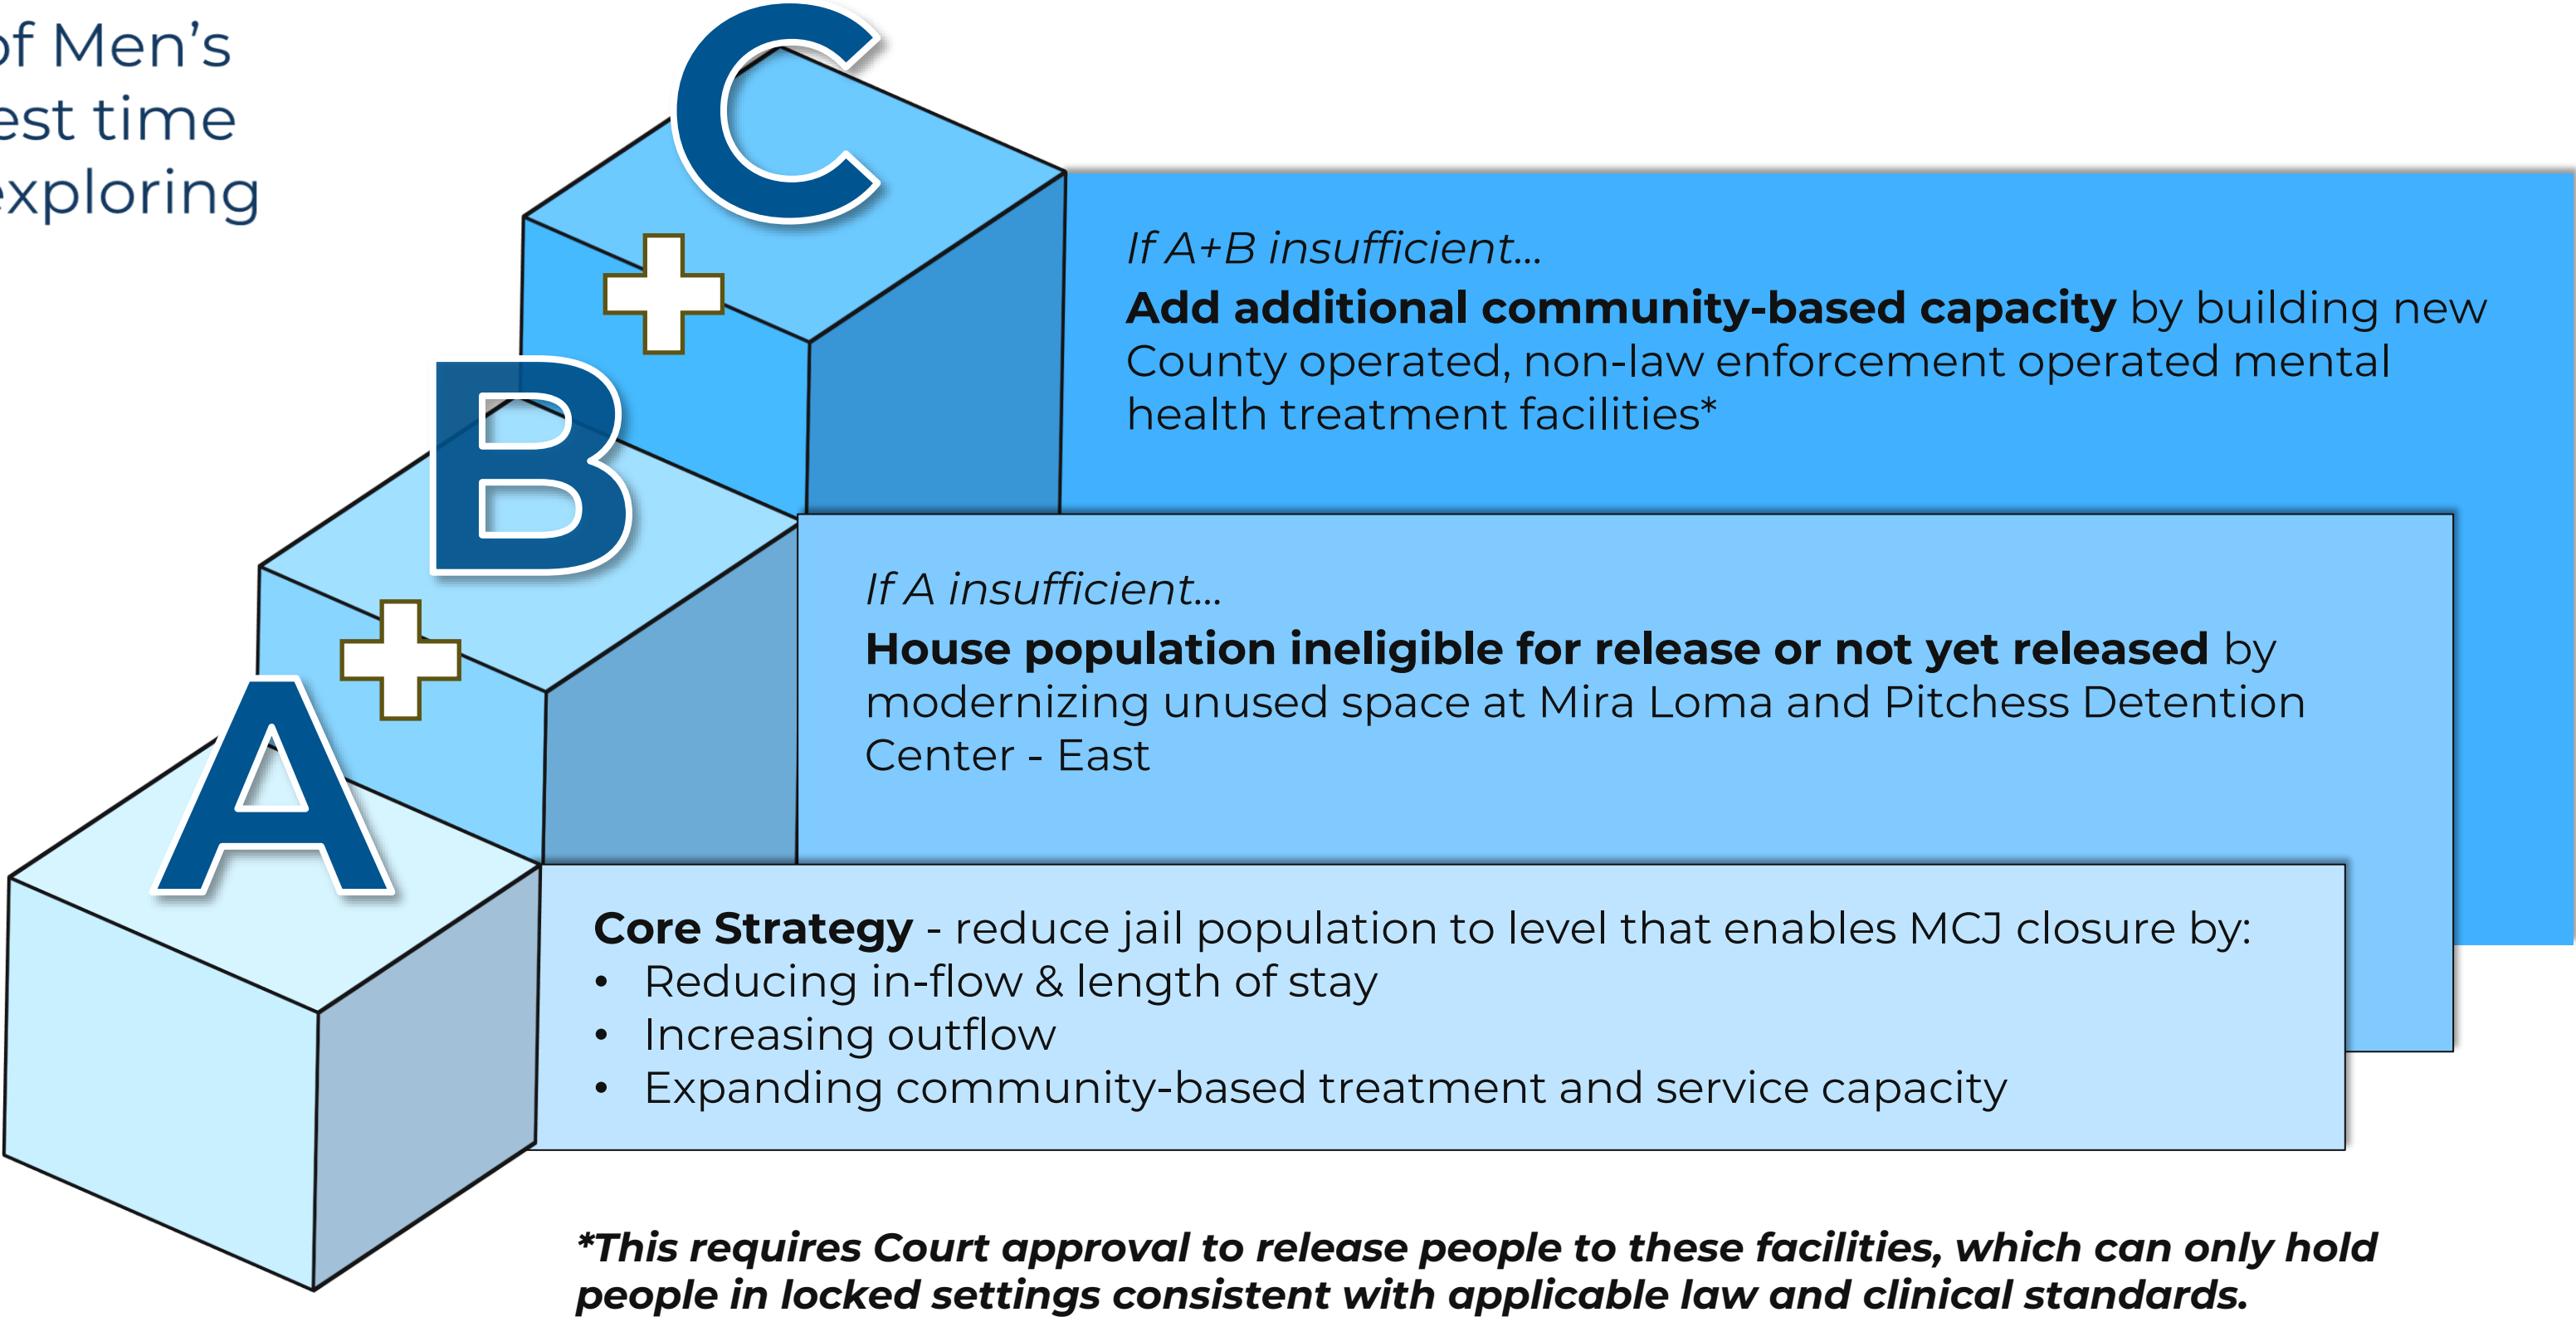 of Men's
est time
exploring
C
If A+B insufficient...
Add additional community-based capacity by building new
County operated, non-law enforcement operated mental
health treatment facilities*
B
If A insufficient...
House population ineligible for release or not yet released by
modernizing unused space at Mira Loma and Pitchess Detention
Center - East
A
Core Strategy - reduce jail population to level that enables MCJ closure by:
• Reducing in-flow & length of stay
• Increasing outflow
• Expanding community-based treatment and service capacity
*This requires Court approval to release people to these facilities, which can only hold
people in locked settings consistent with applicable law and clinical standards.